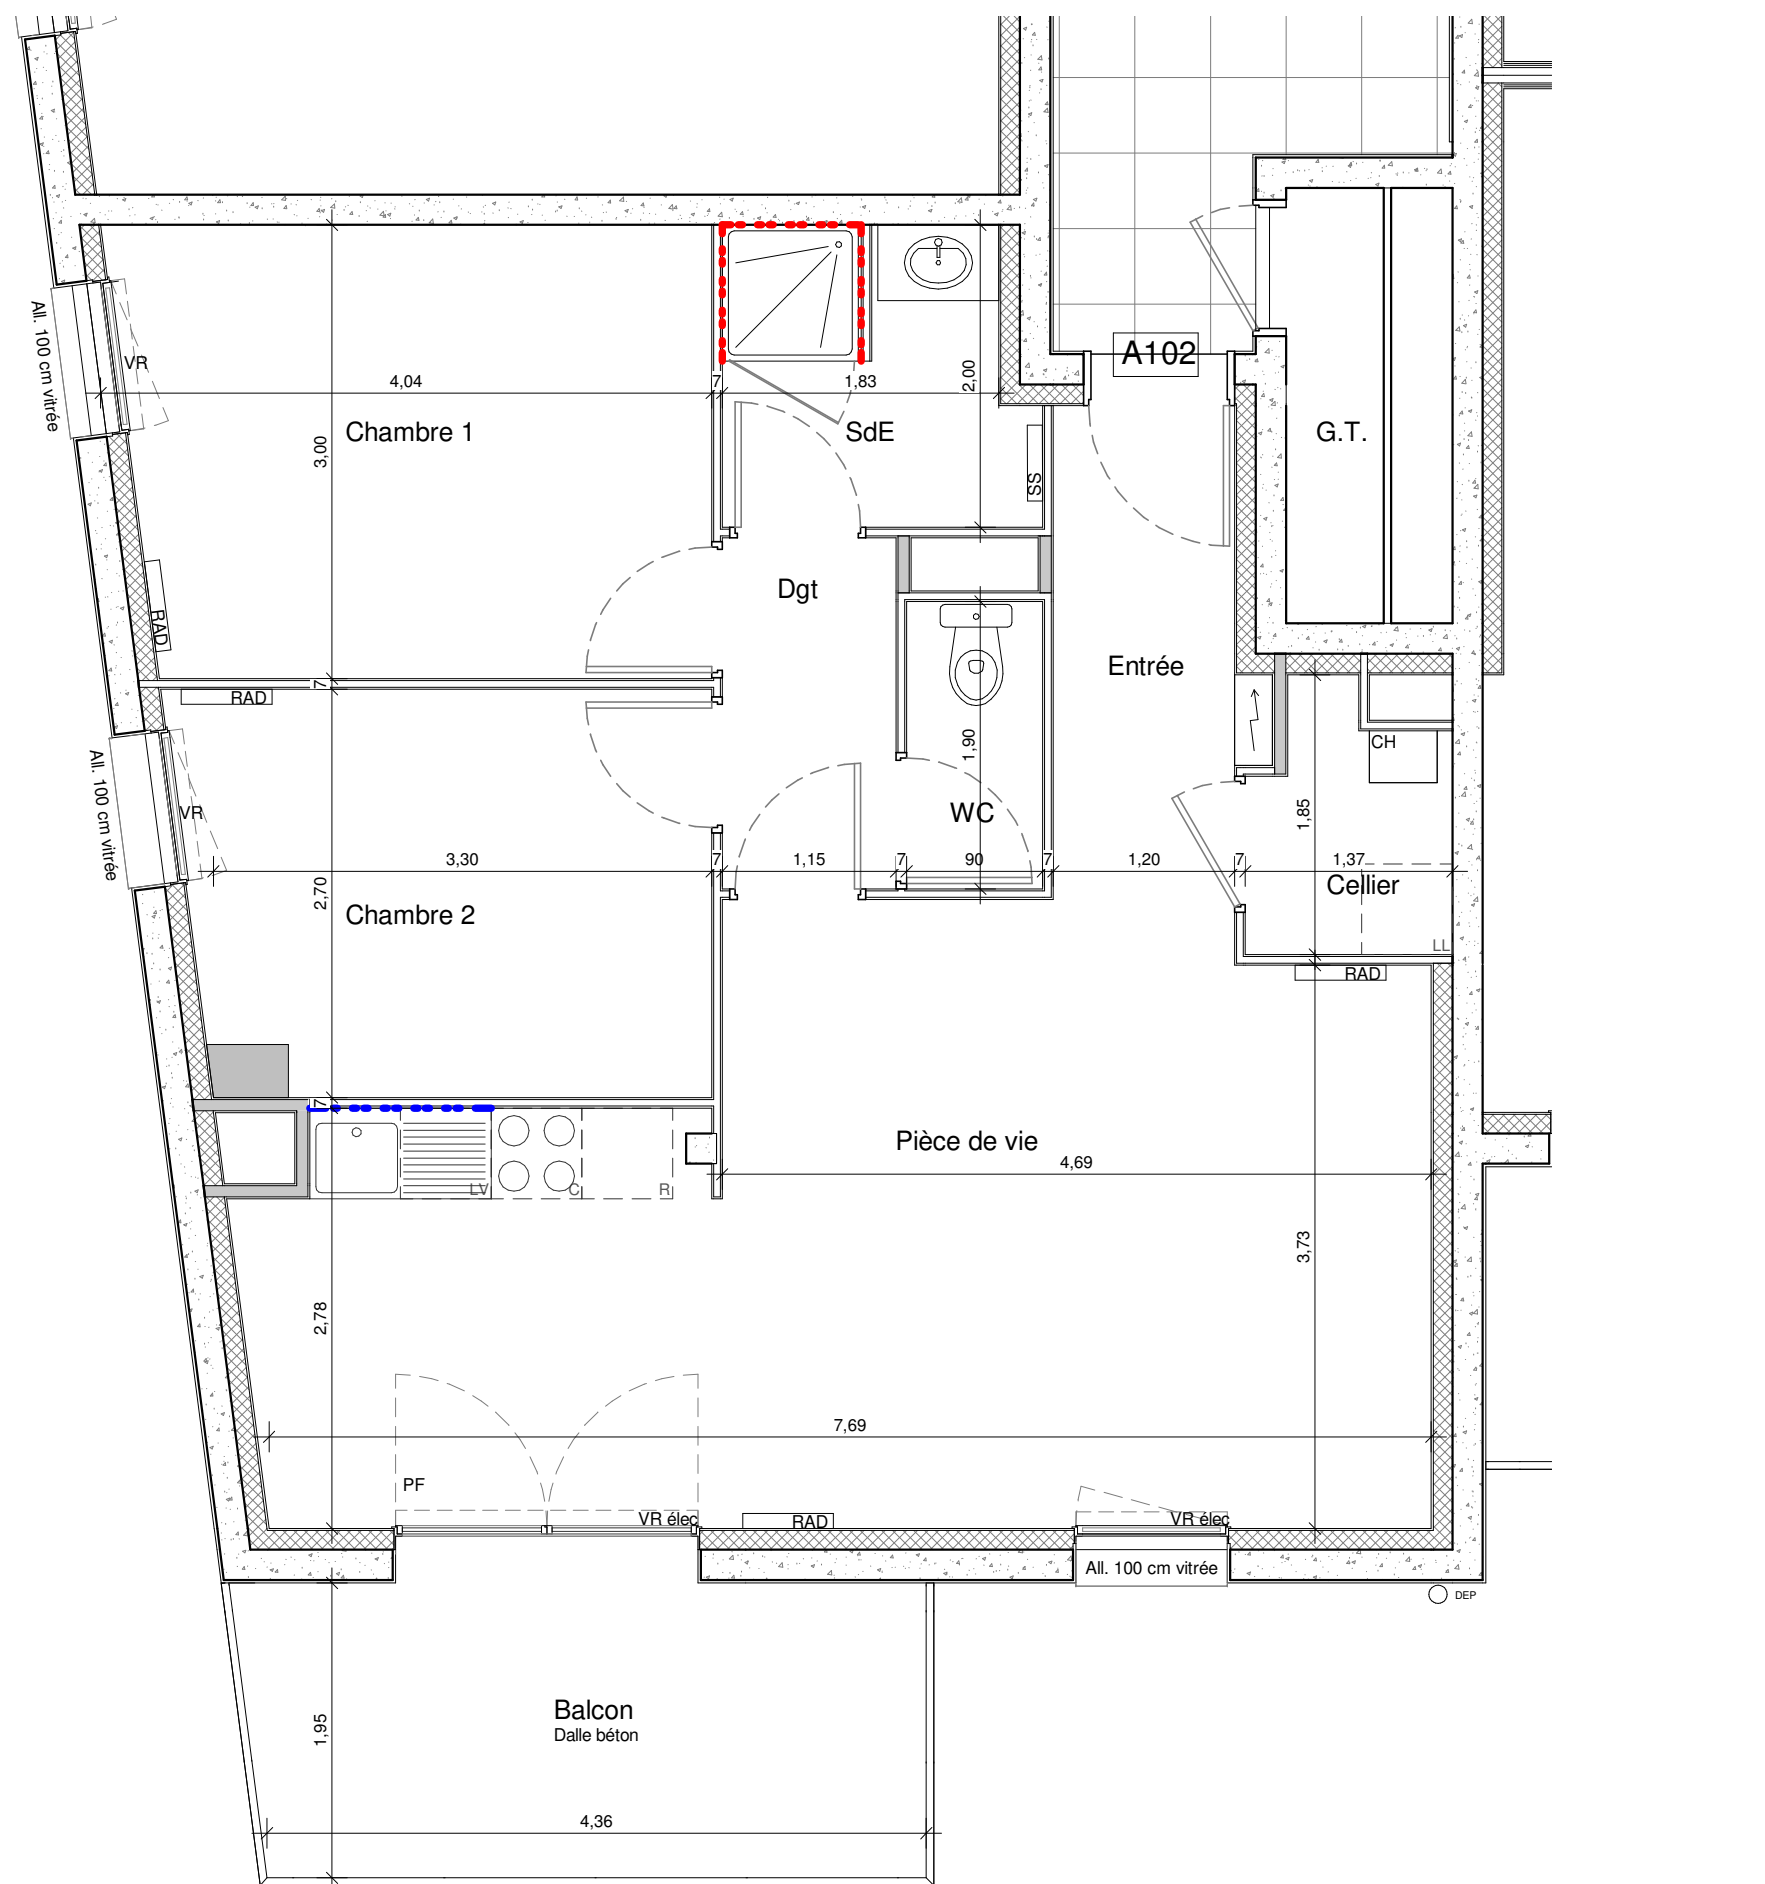 A102
All. 100 cm vitrée
VR
4,04
7
1,83
2,00
Chambre 1
SdE
G.T.
3,00
SS
Dgt
RAD
Entrée
7
RAD
CH
1,90
All. 100 cm vitrée
VR
WC
1,85
3,30
7
1,15
7
90
7
1,20
7
1,37
2,70
Chambre 2
Cellier
LL
RAD
7
Pièce de vie
4,69
LV
C
R
3,73
2,78
7,69
PF
VR élec
RAD
VR élec
All. 100 cm vitrée
DEP
Balcon
Dalle béton
1,95
4,36